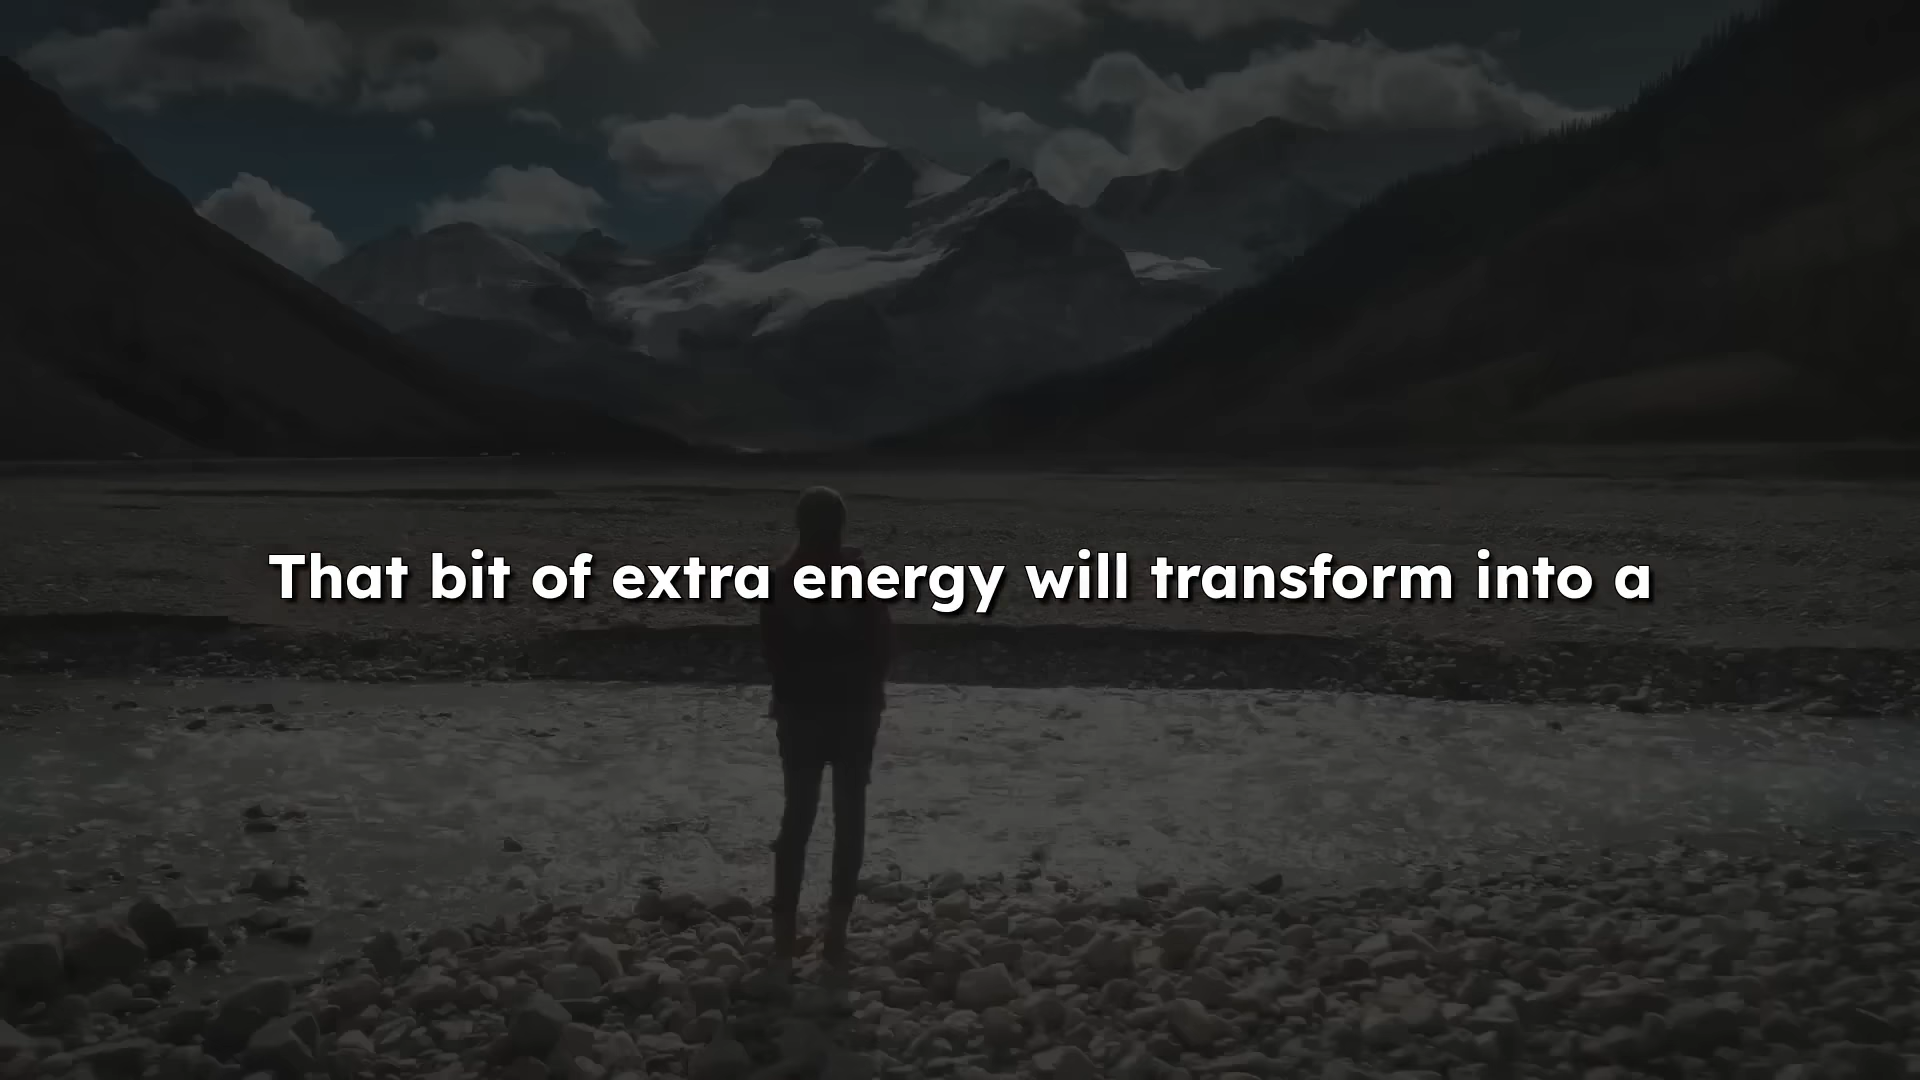 That bit of extra energy will transform into a